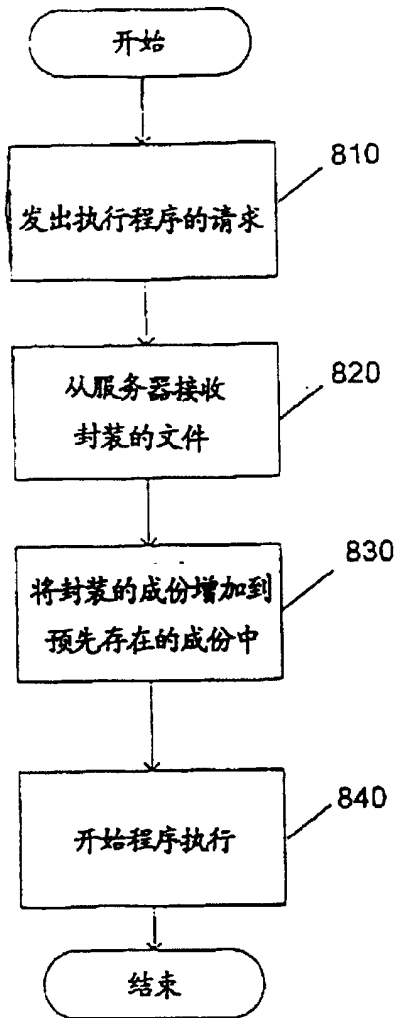 开始
810
发出执行程序的请求
820
从服务器接收
封装的文件
830
将封装的成份增加到
预先存在的成份中
840
开始程序执行
结束